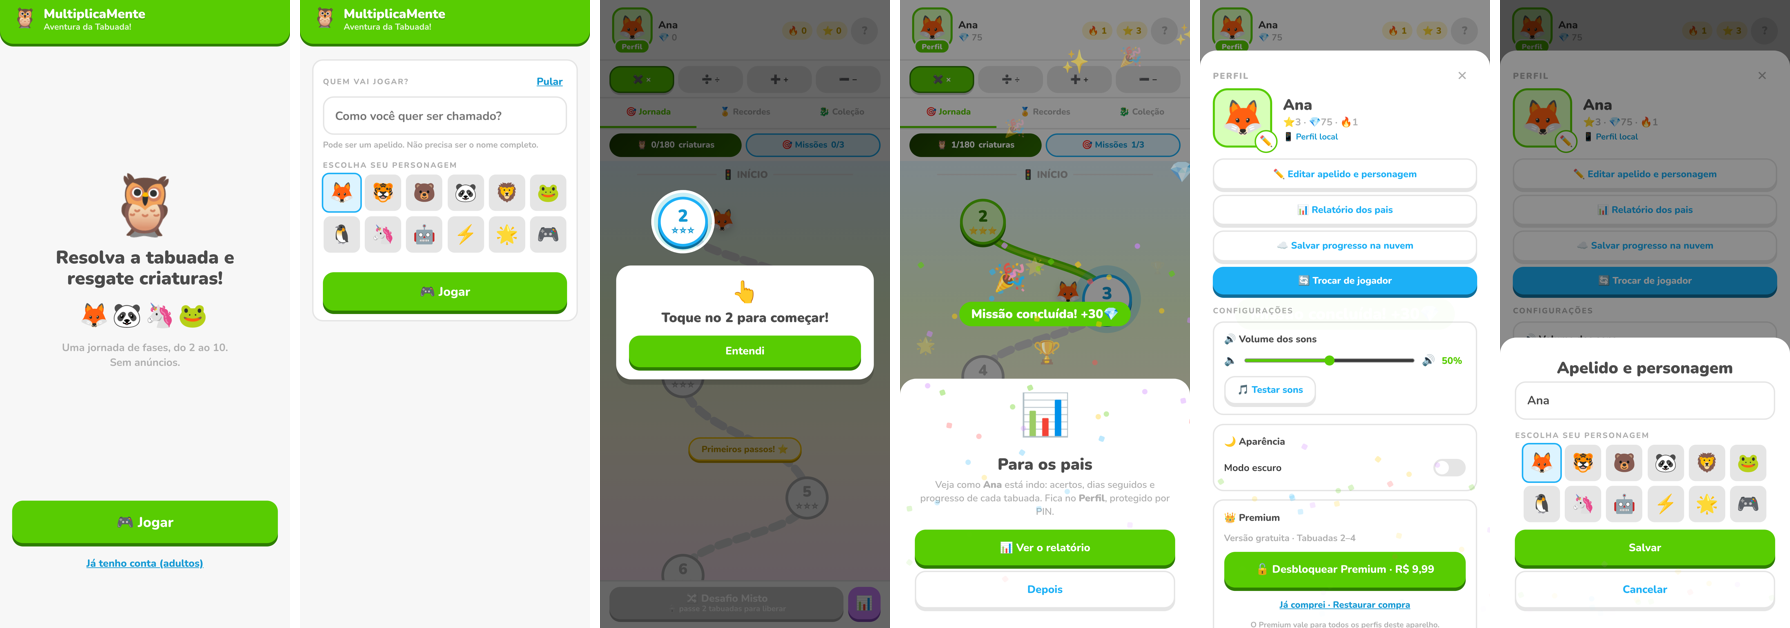 MultiplicaMente
Aventura da Tabuada!
Resolva a tabuada e
resgate criaturas!
Uma jornada de fases, do 2 ao 10.
Sem anúncios.
Jogar
Já tenho conta (adultos)
MultiplicaMente
Aventura da Tabuada!
QUEM VAI JOGAR?
Pular
Como você quer ser chamado?
Pode ser um apelido. Não precisa ser o nome completo.
ESCOLHA SEU PERSONAGEM
Jogar
Ana
0
0
0
?
Perfil
×
÷
+
−
Jornada
Recordes
Coleção
0/180 criaturas
Missões 0/3
INÍCIO
2
Toque no 2 para começar!
Entendi
Primeiros passos!
5
6
Desafio Misto
passe 2 tabuadas para liberar
Ana
75
1
3
?
Perfil
×
÷
+
−
Jornada
Recordes
Coleção
1/180 criaturas
Missões 1/3
INÍCIO
2
3
Missão concluída! +30
4
Para os pais
Veja como Ana está indo: acertos, dias seguidos e
progresso de cada tabuada. Fica no Perfil, protegido por
PIN.
Ver o relatório
Depois
Ana
75
1
3
?
Perfil
PERFIL
×
Ana
3 · 75 · 1
Perfil local
Editar apelido e personagem
Relatório dos pais
Salvar progresso na nuvem
Trocar de jogador
CONFIGURAÇÕES
Volume dos sons
50%
Testar sons
Aparência
Modo escuro
Premium
Versão gratuita · Tabuadas 2–4
Desbloquear Premium · R$ 9,99
Já comprei · Restaurar compra
O Premium vale para todos os perfis deste aparelho.
Ana
75
1
3
?
Perfil
PERFIL
×
Ana
3 · 75 · 1
Perfil local
Editar apelido e personagem
Relatório dos pais
Salvar progresso na nuvem
Trocar de jogador
CONFIGURAÇÕES
Apelido e personagem
Ana
ESCOLHA SEU PERSONAGEM
Salvar
Cancelar